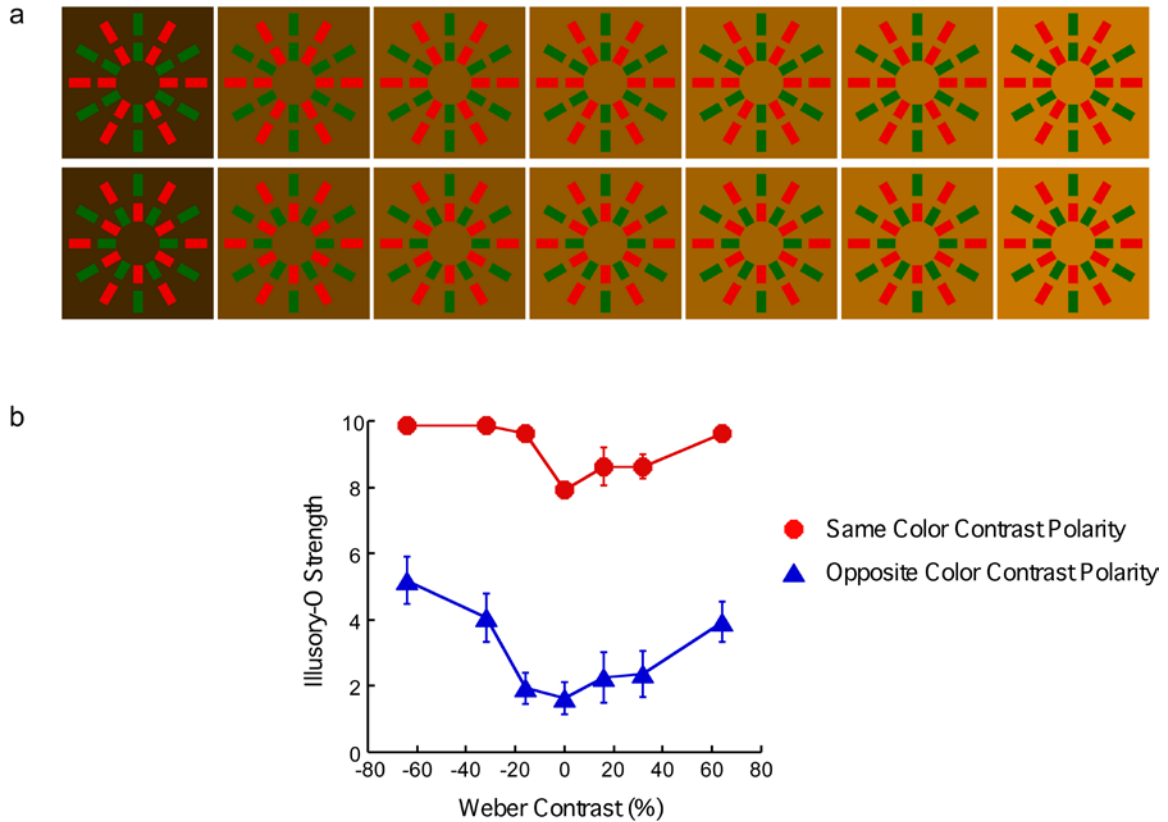 a
b
10
8
6
4
2
0
Illusory-O Strength
-80 -60 -40 -20 0 20 40 60 80
Weber Contrast (%)
Same Color Contrast Polarity
Opposite Color Contrast Polarity